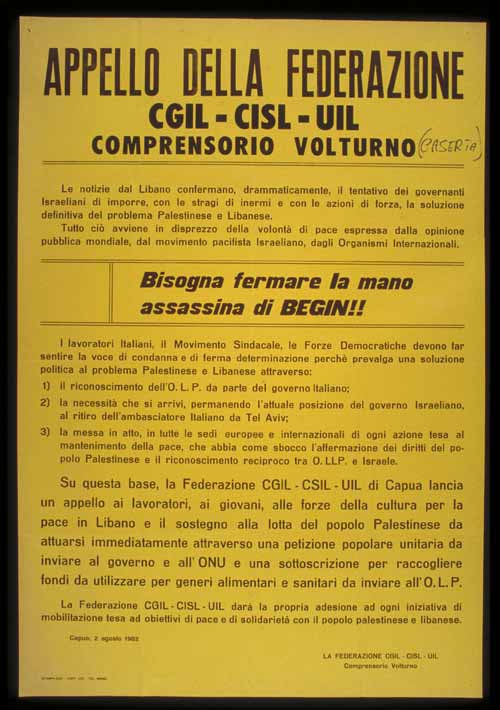 APPELLO DELLA FEDERAZIONE
CGIL - CISL - UIL
COMPRENSORIO VOLTURNO (CASERTA)
Le notizie dal Libano confermano, drammaticamente, il tentativo dei governanti
Israeliani di imporre, con le stragi di inermi e con le azioni di forza, la soluzione
definitiva del problema Palestinese e Libanese.
Tutto ciò avviene in disprezzo della volontà di pace espressa dalla opinione
pubblica mondiale, dal movimento pacifista Israeliano, dagli Organismi Internazionali.
Bisogna fermare la mano
assassina di BEGIN!!
I lavoratori Italiani, il Movimento Sindacale, le Forze Democratiche devono far
sentire la voce di condanna e di ferma determinazione perchè prevalga una soluzione
politica al problema Palestinese e Libanese attraverso:
1) il riconoscimento dell'O. L. P. da parte del governo Italiano;
2) la necessità che si arrivi, permanendo l'attuale posizione del governo Israeliano,
al ritiro dell'ambasciatore Italiano da Tel Aviv;
3) la messa in atto, in tutte le sedi europee e internazionali di ogni azione tesa al
mantenimento della pace, che abbia come sbocco l'affermazione dei diritti del po-
polo Palestinese e il riconoscimento reciproco tra O. LLP. e Israele.
Su questa base, la Federazione CGIL - CSIL - UIL di Capua lancia
un appello ai lavoratori, ai giovani, alle forze della cultura per la
pace in Libano e il sostegno alla lotta del popolo Palestinese da
attuarsi immediatamente attraverso una petizione popolare unitaria da
inviare al governo e all'ONU e una sottoscrizione per raccogliere
fondi da utilizzare per generi alimentari e sanitari da inviare all'O. L. P.
La Federazione CGIL - CISL - UIL darà la propria adesione ad ogni iniziativa di
mobilitazione tesa ad obiettivi di pace e di solidarietà con il popolo palestinese e libanese.
Capua, 2 agosto 1982
LA FEDERAZIONE CGIL - CISL - UIL
Comprensorio Volturno